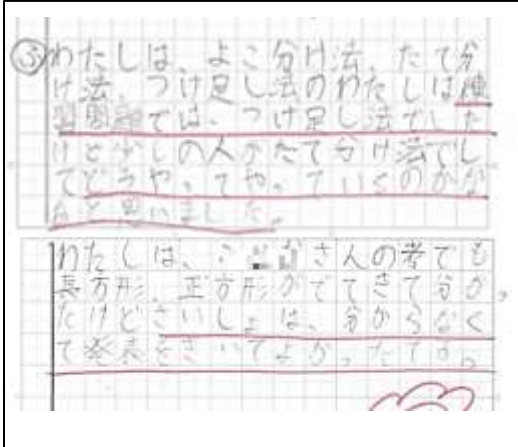 ふ わたしは、よこ分け法、たて分
け法、つけ足し法のわたしは練
習問題では、つけ足し法でした
けど少しの人がたて分け法でし
てどうやってやっていくのかな
と思いました。
わたしは、さんの考でも
長方形、正方形がでてきて分か
たけどさいしょは、分からなく
て発表をきいてよかったです。